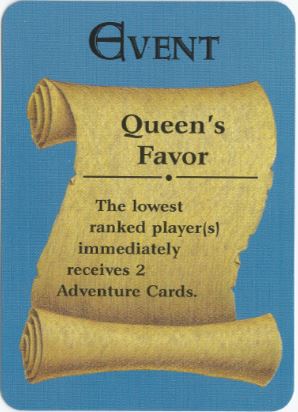 Event
Queen's
Favor
The lowest
ranked player(s)
immediately
receives 2
Adventure Cards.